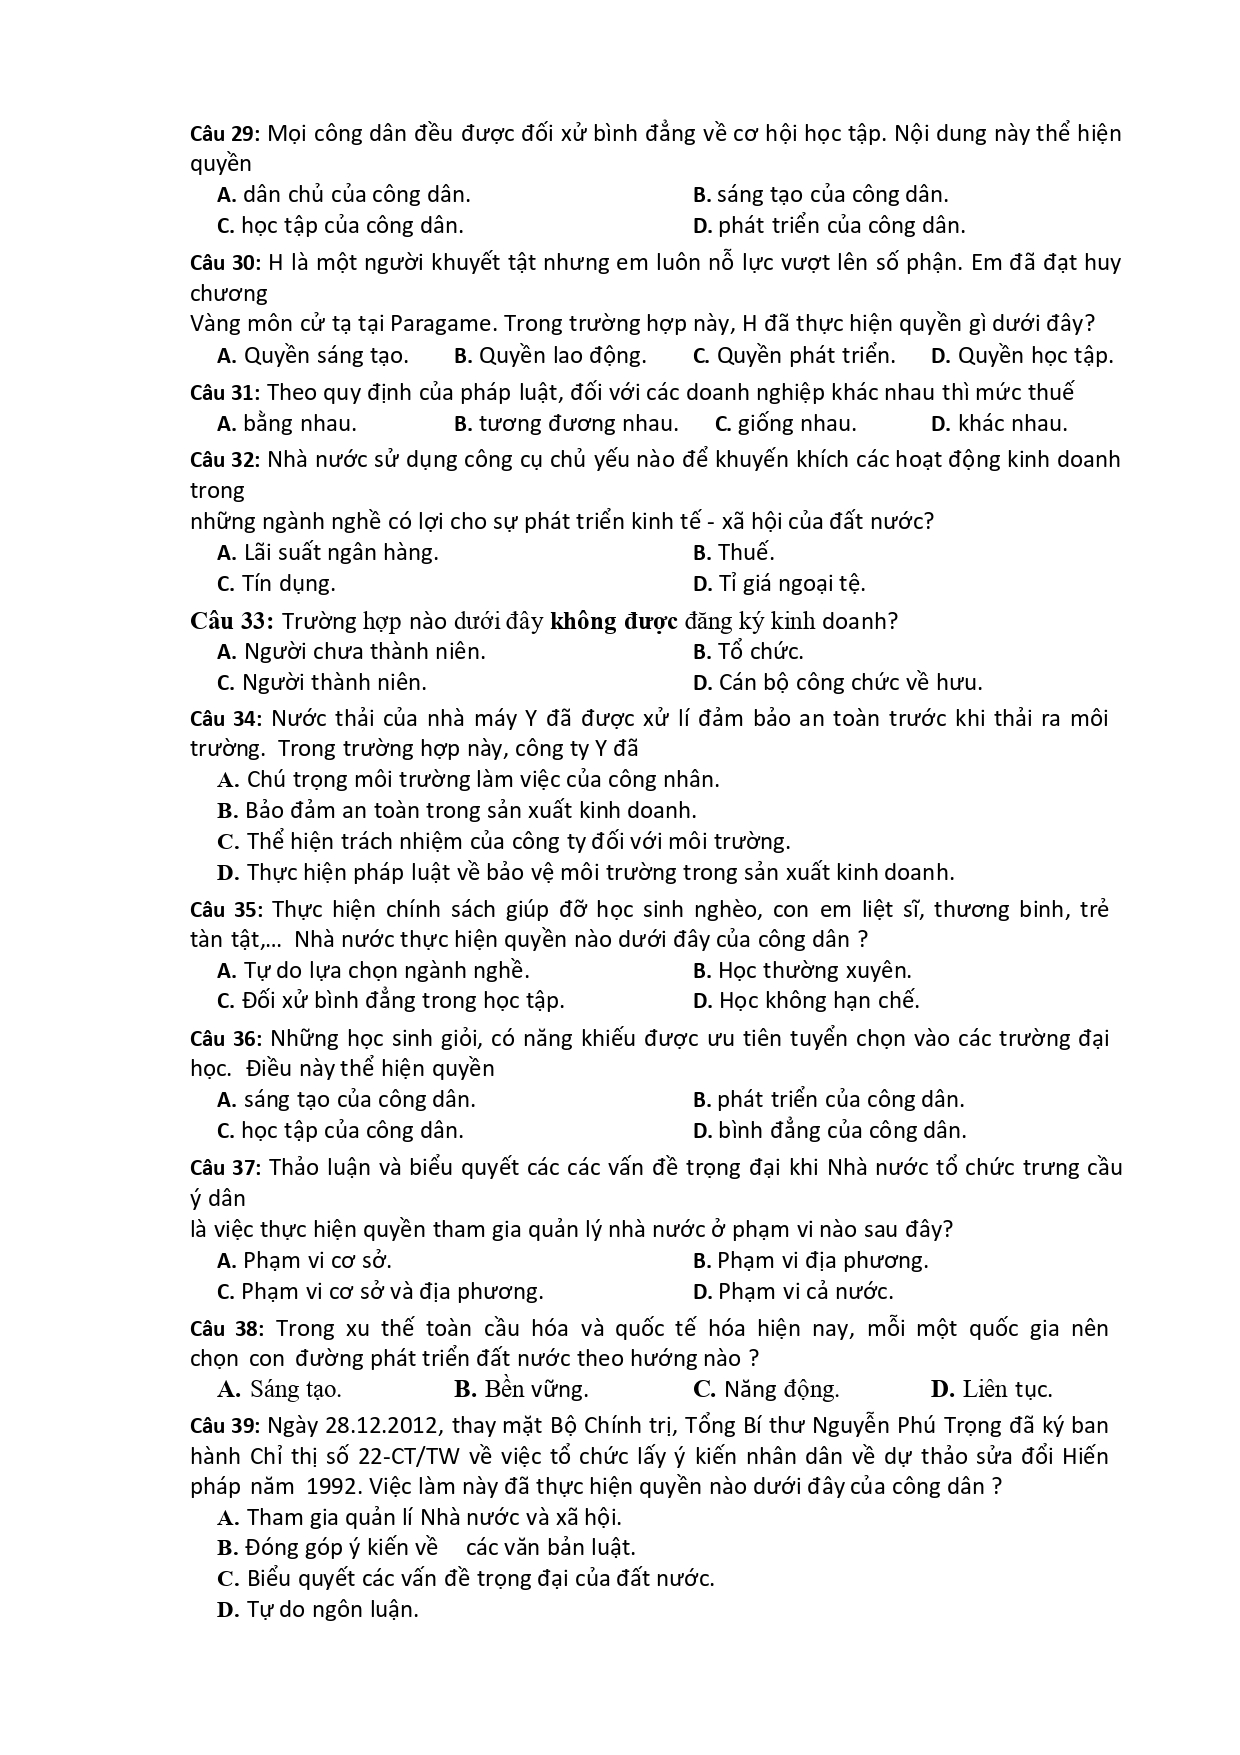 Câu 29: Mọi công dân đều được đối xử bình đẳng về cơ hội học tập. Nội dung này thể hiện
quyền
A. dân chủ của công dân. B. sáng tạo của công dân.
C. học tập của công dân. D. phát triển của công dân.
Câu 30: H là một người khuyết tật nhưng em luôn nỗ lực vượt lên số phận. Em đã đạt huy
chương
Vàng môn cử tạ tại Paragame. Trong trường hợp này, H đã thực hiện quyền gì dưới đây?
A. Quyền sáng tạo. B. Quyền lao động. C. Quyền phát triển. D. Quyền học tập.
Câu 31: Theo quy định của pháp luật, đối với các doanh nghiệp khác nhau thì mức thuế
A. bằng nhau. B. tương đương nhau. C. giống nhau. D. khác nhau.
Câu 32: Nhà nước sử dụng công cụ chủ yếu nào để khuyến khích các hoạt động kinh doanh
trong
những ngành nghề có lợi cho sự phát triển kinh tế - xã hội của đất nước?
A. Lãi suất ngân hàng. B. Thuế.
C. Tín dụng. D. Tỉ giá ngoại tệ.
Câu 33: Trường hợp nào dưới đây không được đăng ký kinh doanh?
A. Người chưa thành niên. B. Tổ chức.
C. Người thành niên. D. Cán bộ công chức về hưu.
Câu 34: Nước thải của nhà máy Y đã được xử lí đảm bảo an toàn trước khi thải ra môi
trường. Trong trường hợp này, công ty Y đã
A. Chú trọng môi trường làm việc của công nhân.
B. Bảo đảm an toàn trong sản xuất kinh doanh.
C. Thể hiện trách nhiệm của công ty đối với môi trường.
D. Thực hiện pháp luật về bảo vệ môi trường trong sản xuất kinh doanh.
Câu 35: Thực hiện chính sách giúp đỡ học sinh nghèo, con em liệt sĩ, thương binh, trẻ
tàn tật,... Nhà nước thực hiện quyền nào dưới đây của công dân ?
A. Tự do lựa chọn ngành nghề. B. Học thường xuyên.
C. Đối xử bình đẳng trong học tập. D. Học không hạn chế.
Câu 36: Những học sinh giỏi, có năng khiếu được ưu tiên tuyển chọn vào các trường đại
học. Điều này thể hiện quyền
A. sáng tạo của công dân. B. phát triển của công dân.
C. học tập của công dân. D. bình đẳng của công dân.
Câu 37: Thảo luận và biểu quyết các các vấn đề trọng đại khi Nhà nước tổ chức trưng cầu
ý dân
là việc thực hiện quyền tham gia quản lý nhà nước ở phạm vi nào sau đây?
A. Phạm vi cơ sở. B. Phạm vi địa phương.
C. Phạm vi cơ sở và địa phương. D. Phạm vi cả nước.
Câu 38: Trong xu thế toàn cầu hóa và quốc tế hóa hiện nay, mỗi một quốc gia nên
chọn con đường phát triển đất nước theo hướng nào ?
A. Sáng tạo. B. Bền vững. C. Năng động. D. Liên tục.
Câu 39: Ngày 28.12.2012, thay mặt Bộ Chính trị, Tổng Bí thư Nguyễn Phú Trọng đã ký ban
hành Chỉ thị số 22-CT/TW về việc tổ chức lấy ý kiến nhân dân về dự thảo sửa đổi Hiến
pháp năm 1992. Việc làm này đã thực hiện quyền nào dưới đây của công dân ?
A. Tham gia quản lí Nhà nước và xã hội.
B. Đóng góp ý kiến về các văn bản luật.
C. Biểu quyết các vấn đề trọng đại của đất nước.
D. Tự do ngôn luận.